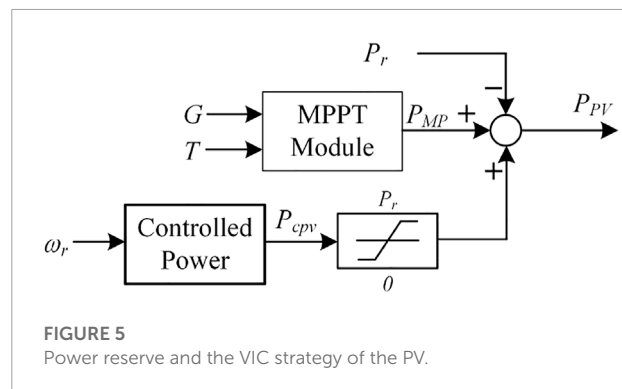 P_r
−
G
T
MPPT
Module
P_MP +
P_PV
+
ω_r
Controlled
Power
P_cpv
P_r
0
FIGURE 5
Power reserve and the VIC strategy of the PV.